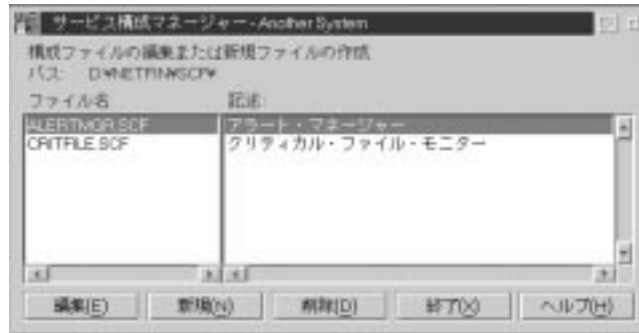 サービス構成マネージャー - Another System
構成ファイルの編集または新規ファイルの作成
パス: D:¥NETFIN¥SCF¥
ファイル名 記述:
ALERTMGR.SCF アラート・マネージャー
CRITFILE.SCF クリティカル・ファイル・モニター
編集(E) 新規(N) 削除(D) 終了(X) ヘルプ(H)